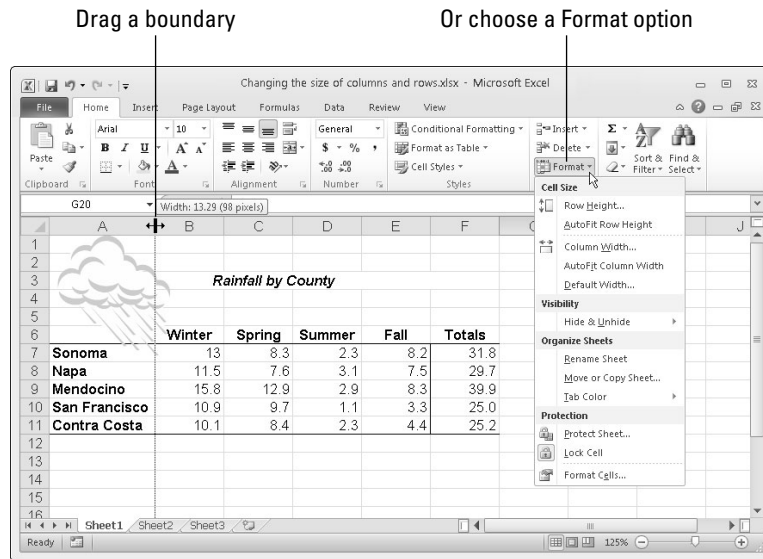 Drag a boundary
Or choose a Format option
Changing the size of columns and rows.xlsx - Microsoft Excel
File Home Insert Page Layout Formulas Data Review View
Paste
Arial 10
B I U
A A
A
General
$ % ,
Conditional Formatting
Format as Table
Cell Styles
Insert
Delete
Format
Σ
Sort & Filter
Find & Select
Clipboard Font Alignment Number Styles
G20
Width: 13.29 (98 pixels)
A B C D E F J
1
2
3 Rainfall by County
4
5
6 Winter Spring Summer Fall Totals
7 Sonoma 13 8.3 2.3 8.2 31.8
8 Napa 11.5 7.6 3.1 7.5 29.7
9 Mendocino 15.8 12.9 2.9 8.3 39.9
10 San Francisco 10.9 9.7 1.1 3.3 25.0
11 Contra Costa 10.1 8.4 2.3 4.4 25.2
12
13
14
15
16
Cell Size
Row Height...
AutoFit Row Height
Column Width...
AutoFit Column Width
Default Width...
Visibility
Hide & Unhide
Organize Sheets
Rename Sheet
Move or Copy Sheet...
Tab Color
Protection
Protect Sheet...
Lock Cell
Format Cells...
Sheet1 Sheet2 Sheet3
Ready
125%